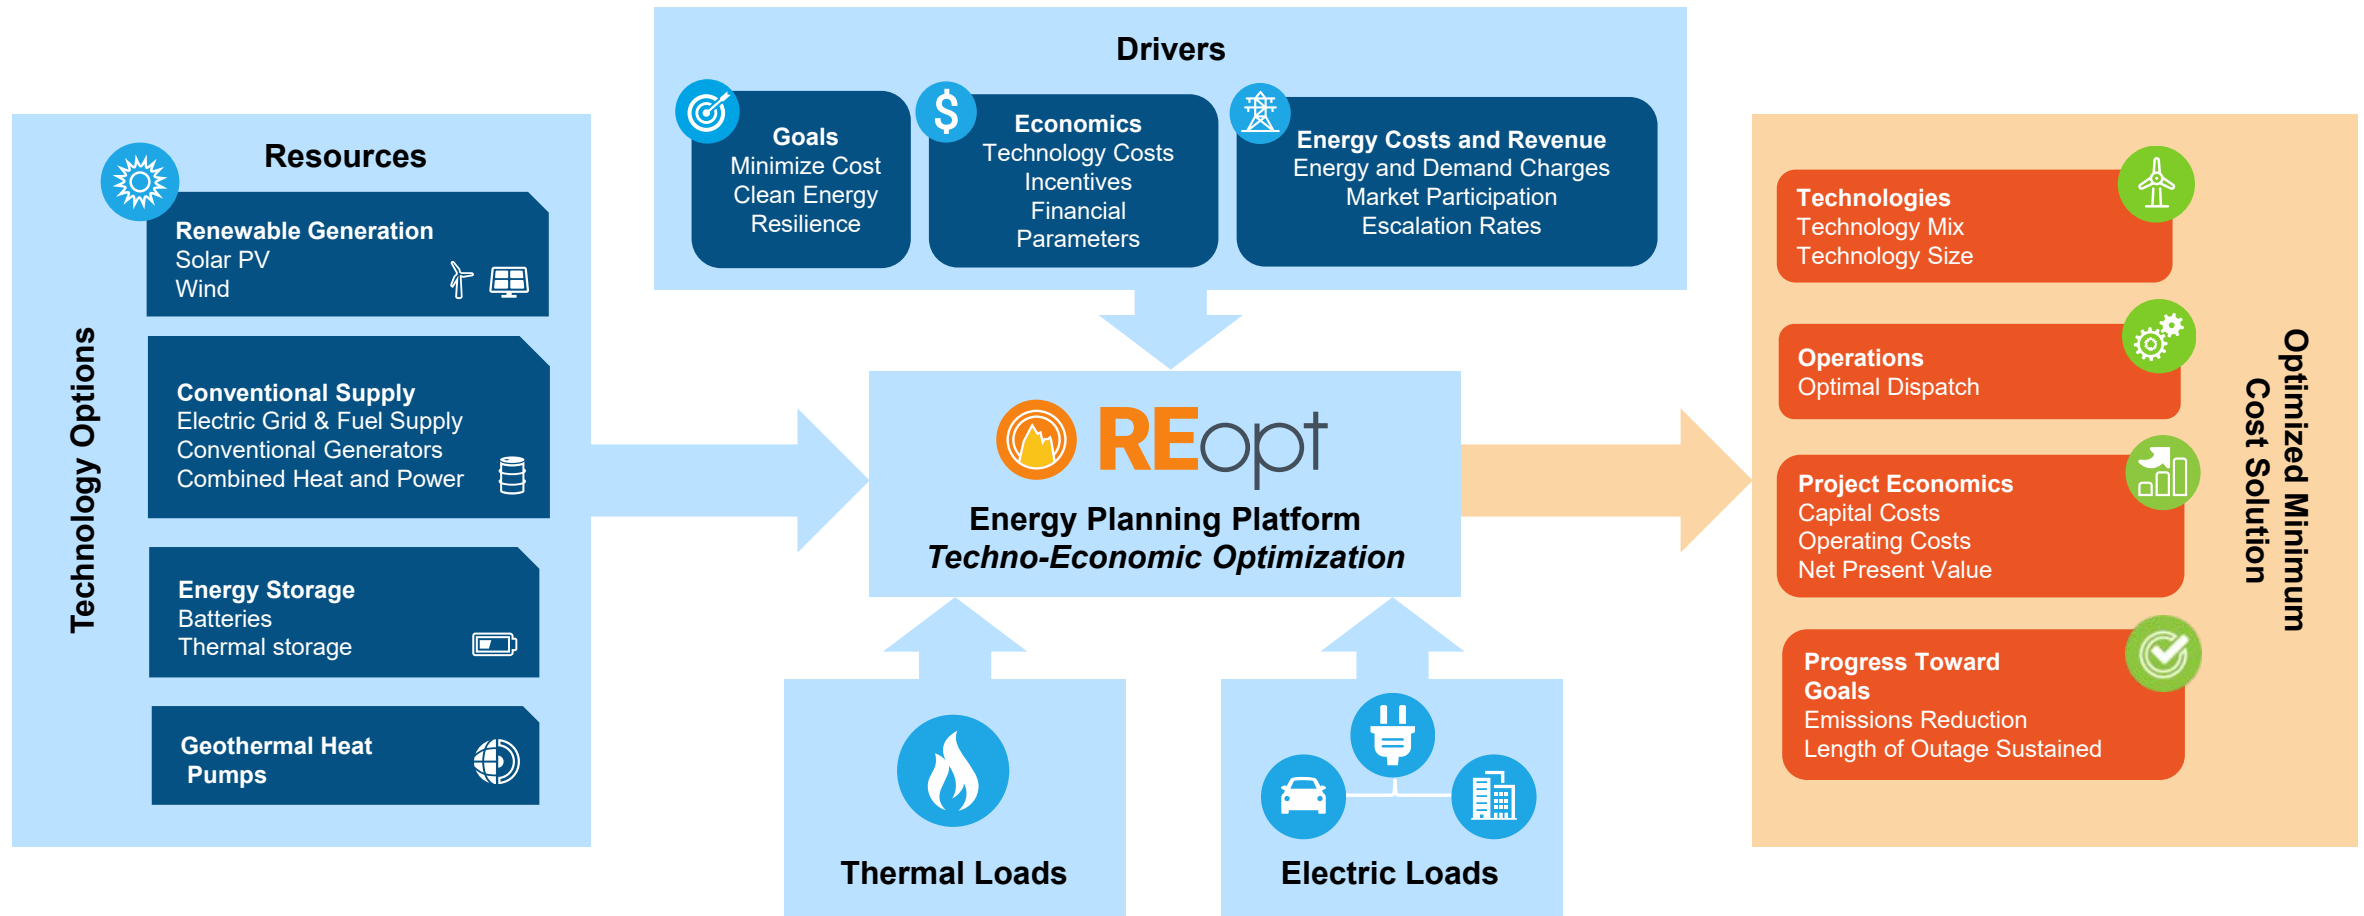 Drivers
Goals
Minimize Cost
Clean Energy
Resilience
Economics
Technology Costs
Incentives
Financial
Parameters
Energy Costs and Revenue
Energy and Demand Charges
Market Participation
Escalation Rates
Technology Options
Resources
Renewable Generation
Solar PV
Wind
Conventional Supply
Electric Grid & Fuel Supply
Conventional Generators
Combined Heat and Power
Energy Storage
Batteries
Thermal storage
Geothermal Heat
Pumps
REopt
Energy Planning Platform
Techno-Economic Optimization
Thermal Loads
Electric Loads
Technologies
Technology Mix
Technology Size
Operations
Optimal Dispatch
Project Economics
Capital Costs
Operating Costs
Net Present Value
Progress Toward
Goals
Emissions Reduction
Length of Outage Sustained
Optimized Minimum
Cost Solution